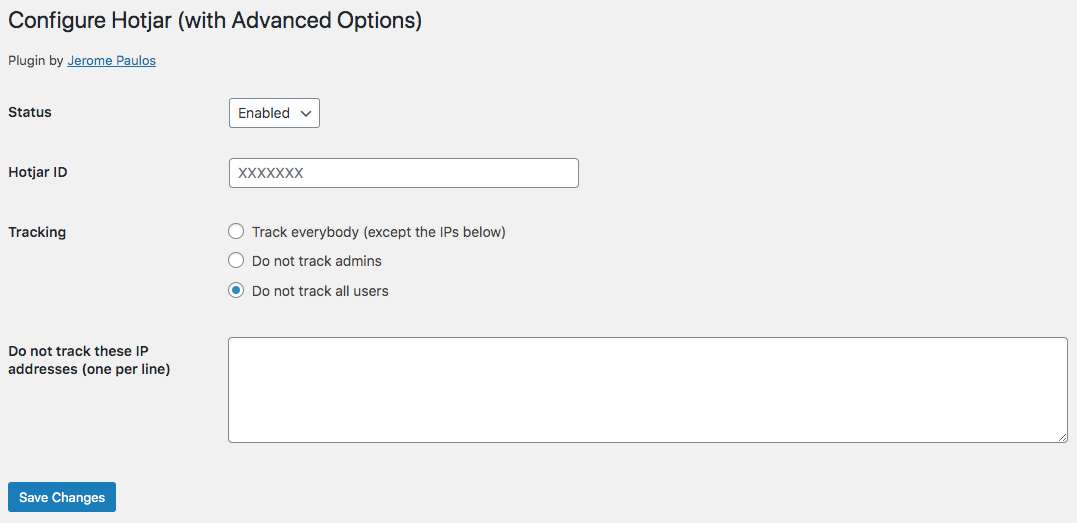 Configure Hotjar (with Advanced Options)
Plugin by Jerome Paulos
Status
Enabled
Hotjar ID
XXXXXXX
Tracking
Track everybody (except the IPs below)
Do not track admins
Do not track all users
Do not track these IP
addresses (one per line)
Save Changes